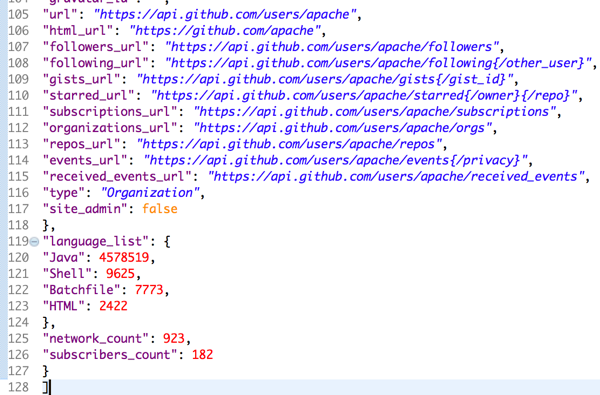 105 "url": "https://api.github.com/users/apache",
106 "html_url": "https://github.com/apache",
107 "followers_url": "https://api.github.com/users/apache/followers",
108 "following_url": "https://api.github.com/users/apache/following{/other_user}",
109 "gists_url": "https://api.github.com/users/apache/gists{/gist_id}",
110 "starred_url": "https://api.github.com/users/apache/starred{/owner}{/repo}",
111 "subscriptions_url": "https://api.github.com/users/apache/subscriptions",
112 "organizations_url": "https://api.github.com/users/apache/orgs",
113 "repos_url": "https://api.github.com/users/apache/repos",
114 "events_url": "https://api.github.com/users/apache/events{/privacy}",
115 "received_events_url": "https://api.github.com/users/apache/received_events",
116 "type": "Organization",
117 "site_admin": false
118 },
119 "language_list": {
120 "Java": 4578519,
121 "Shell": 9625,
122 "Batchfile": 7773,
123 "HTML": 2422
124 },
125 "network_count": 923,
126 "subscribers_count": 182
127 }
128 ]